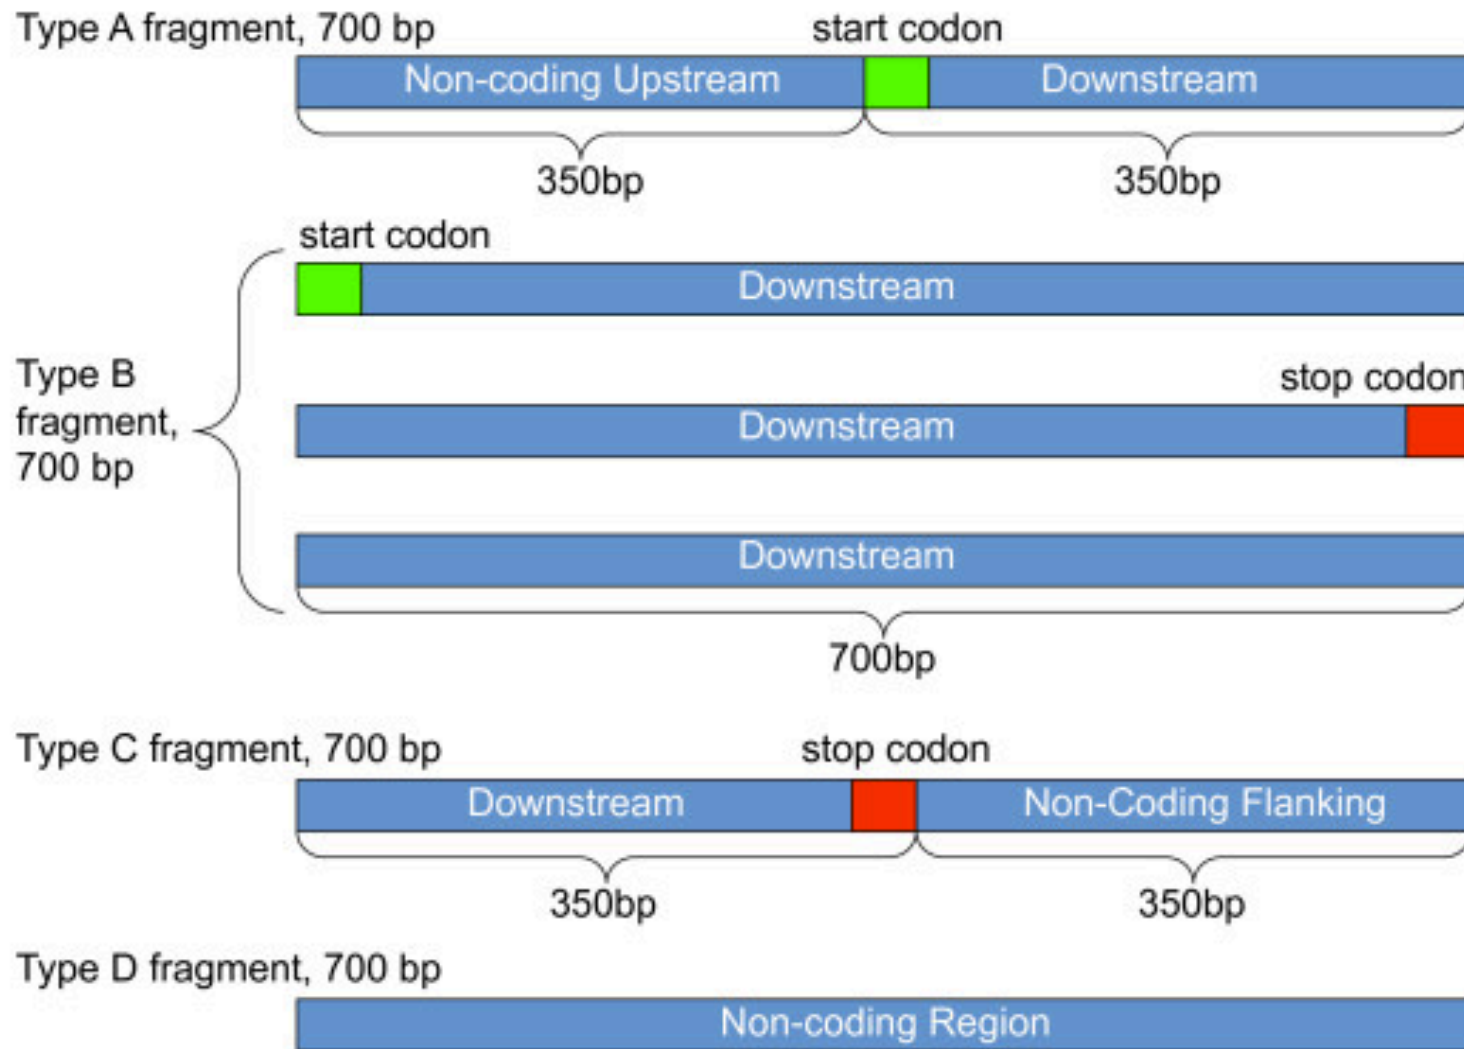 Type A fragment, 700 bp
start codon
Non-coding Upstream
Downstream
350bp
350bp
start codon
Downstream
Type B
fragment,
700 bp
stop codon
Downstream
Downstream
700bp
Type C fragment, 700 bp
stop codon
Downstream
Non-Coding Flanking
350bp
350bp
Type D fragment, 700 bp
Non-coding Region